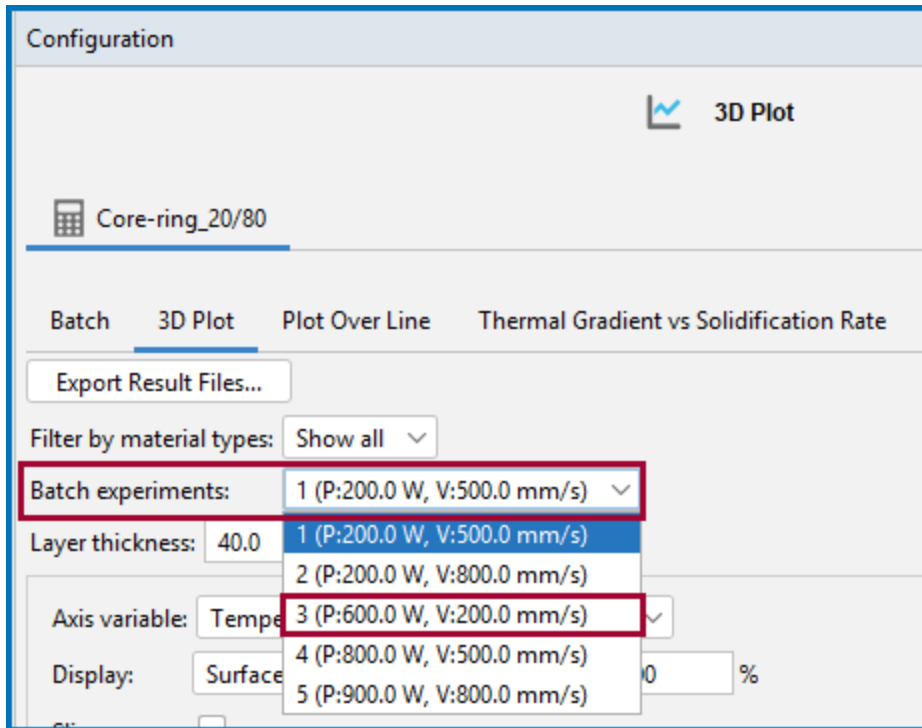 Configuration
3D Plot
Core-ring_20/80
Batch 3D Plot Plot Over Line Thermal Gradient vs Solidification Rate
Export Result Files...
Filter by material types: Show all
Batch experiments: 1 (P:200.0 W, V:500.0 mm/s)
Layer thickness: 40.0 1 (P:200.0 W, V:500.0 mm/s)
2 (P:200.0 W, V:800.0 mm/s)
Axis variable: Tempe 3 (P:600.0 W, V:200.0 mm/s)
4 (P:800.0 W, V:500.0 mm/s)
Display: Surface 0 %
5 (P:900.0 W, V:800.0 mm/s)